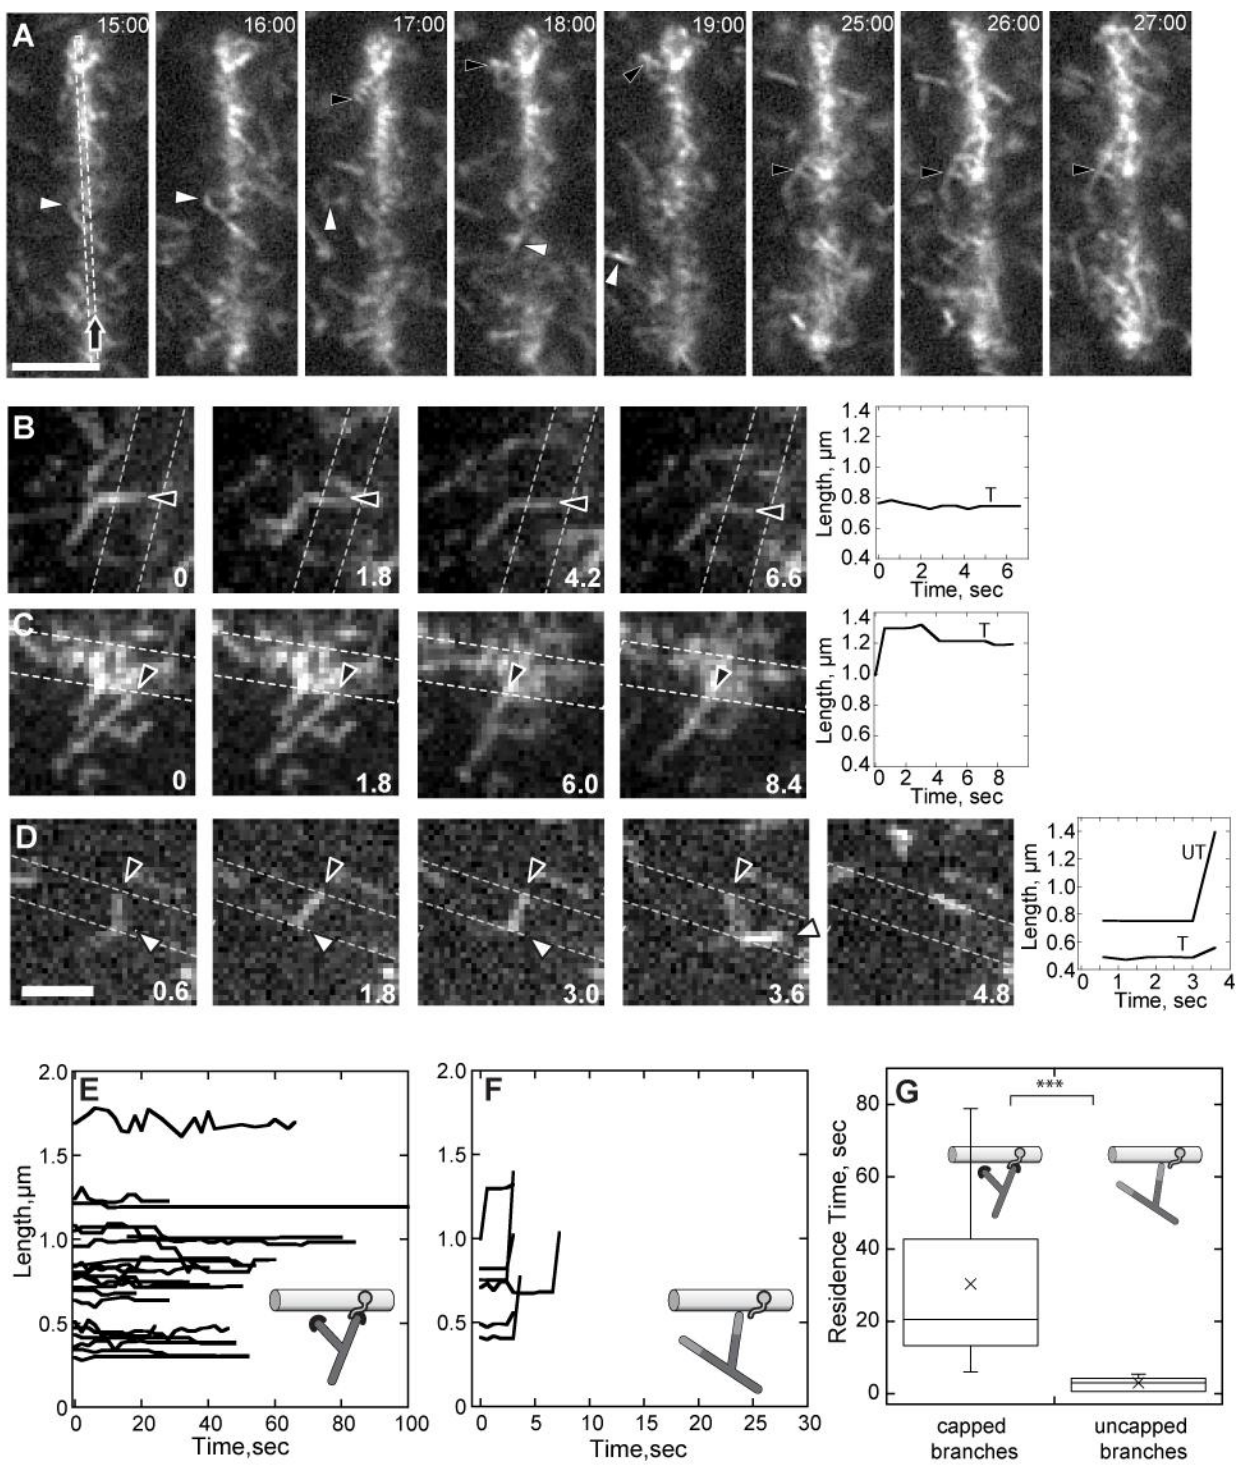 A
15:00
16:00
17:00
18:00
19:00
25:00
26:00
27:00
B
0
1.8
4.2
6.6
1.4
1.2
1.0
0.8
0.6
0.4
Length, µm
T
0 2 4 6
Time, sec
C
0
1.8
6.0
8.4
1.4
1.2
1.0
0.8
0.6
0.4
Length, µm
T
0 2 4 6 8
Time, sec
D
0.6
1.8
3.0
3.6
4.8
1.4
1.2
1.0
0.8
0.6
0.4
Length, µm
UT
T
0 1 2 3 4
Time, sec
E
2.0
1.5
1.0
0.5
0
Length,µm
0 20 40 60 80 100
Time,sec
F
2.0
1.5
1.0
0.5
0
0 5 10 15 20 25 30
Time,sec
G
***
80
60
40
20
0
Residence Time, sec
capped
branches
uncapped
branches